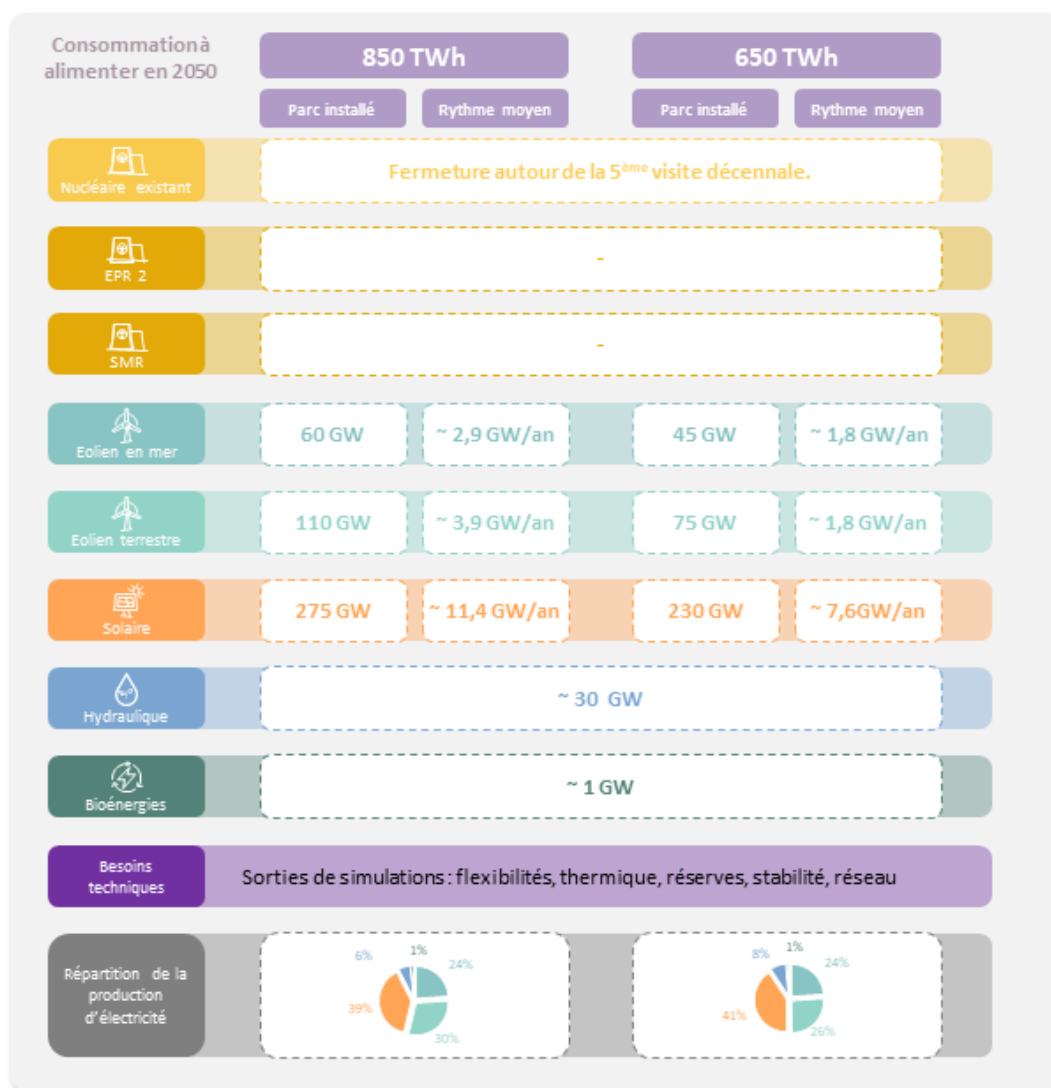 Consommation à
alimenter en 2050
850 TWh
650 TWh
Parc installé
Rythme moyen
Parc installé
Rythme moyen
Nucléaire existant
Fermeture autour de la 5ème visite décennale.
EPR 2
-
SMR
-
Eolien en mer
60 GW
~ 2,9 GW/an
45 GW
~ 1,8 GW/an
Eolien terrestre
110 GW
~ 3,9 GW/an
75 GW
~ 1,8 GW/an
Solaire
275 GW
~ 11,4 GW/an
230 GW
~ 7,6GW/an
Hydraulique
~ 30 GW
Bioénergies
~ 1 GW
Besoins
techniques
Sorties de simulations : flexibilités, thermique, réserves, stabilité, réseau
Répartition de la
production
d'électricité
6%
1%
24%
39%
30%
8%
1%
24%
41%
26%